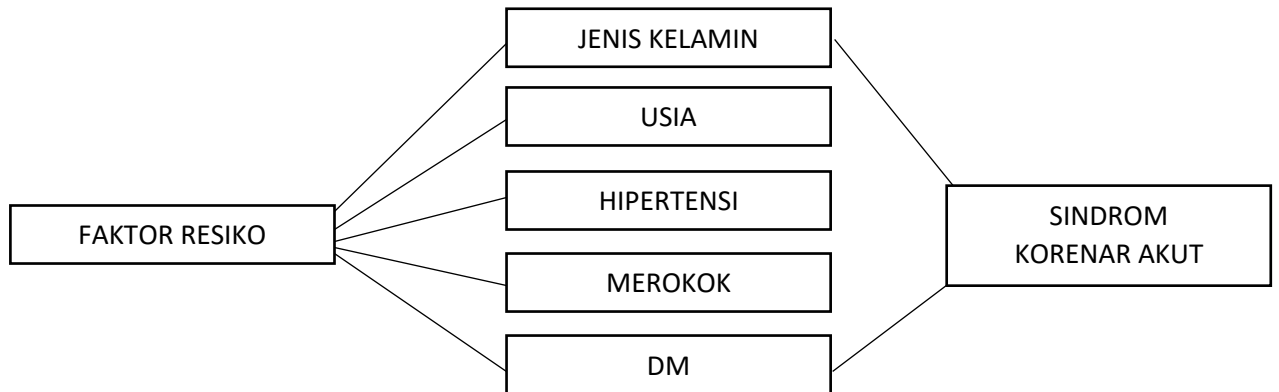 FAKTOR RESIKO
JENIS KELAMIN
USIA
HIPERTENSI
MEROKOK
DM
SINDROM
KORENAR AKUT